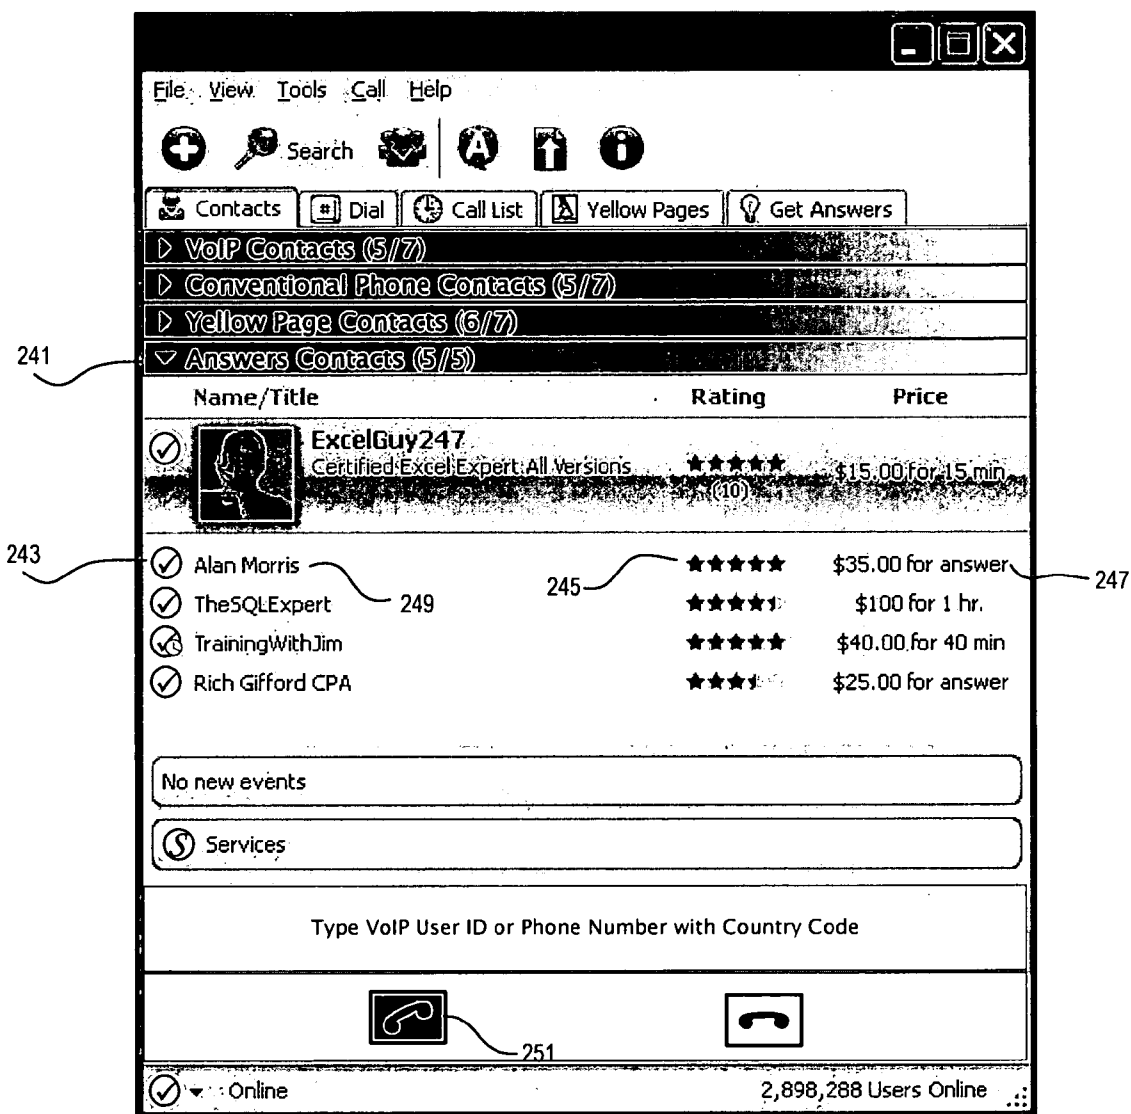 File View Tools Call Help
Search A
Contacts # Dial Call List Yellow Pages Get Answers
VoIP Contacts (5/7)
Conventional Phone Contacts (5/7)
Yellow Page Contacts (6/7)
241
Answers Contacts (5/5)
Name/Title Rating Price
ExcelGuy247
Certified Excel Expert All Versions $15.00 for 15 min
(10)
243 Alan Morris 249 245 $35.00 for answer 247
TheSQLExpert $100 for 1 hr.
TrainingWithJim $40.00 for 40 min
Rich Gifford CPA $25.00 for answer
No new events
S Services
Type VoIP User ID or Phone Number with Country Code
251
Online 2,898,288 Users Online